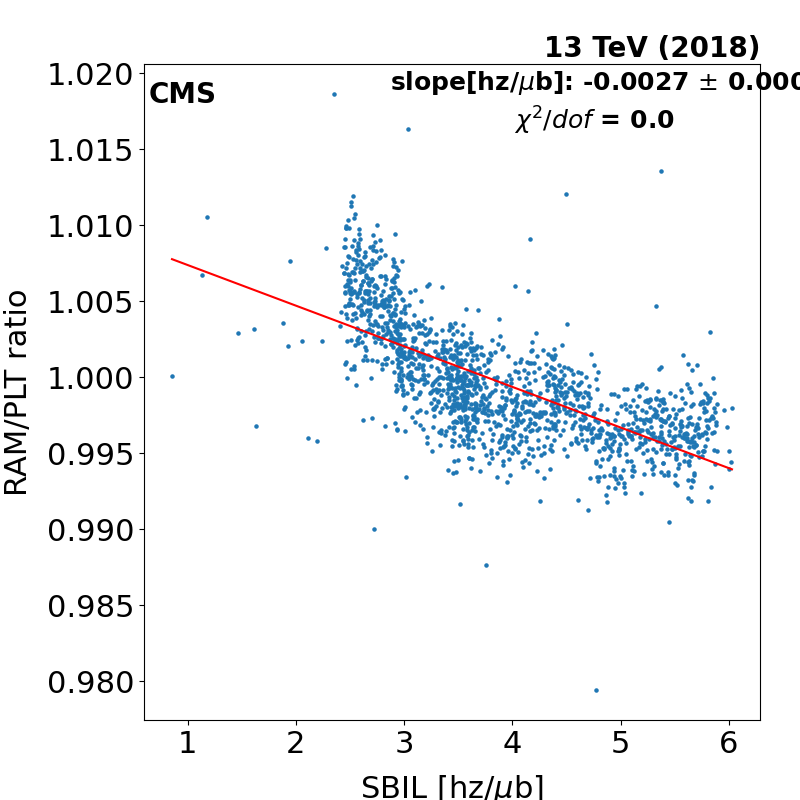 13 TeV (2018)
CMS
slope[hz/μb]: -0.0027 ± 0.000
χ²/dof = 0.0
1.020
1.015
1.010
1.005
1.000
0.995
0.990
0.985
0.980
RAM/PLT ratio
1 2 3 4 5 6
SBIL [hz/μb]